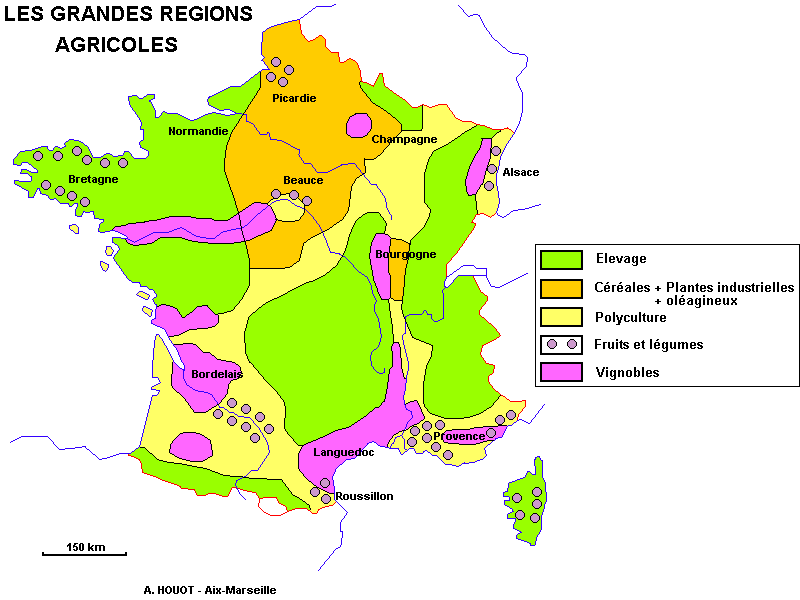 LES GRANDES REGIONS
AGRICOLES
Picardie
Normandie
Champagne
Bretagne
Beauce
Alsace
Bourgogne
Bordelais
Provence
Languedoc
Roussillon
Elevage
Céréales + Plantes industrielles
+ oléagineux
Polyculture
Fruits et légumes
Vignobles
150 km
A. HOUOT - Aix-Marseille